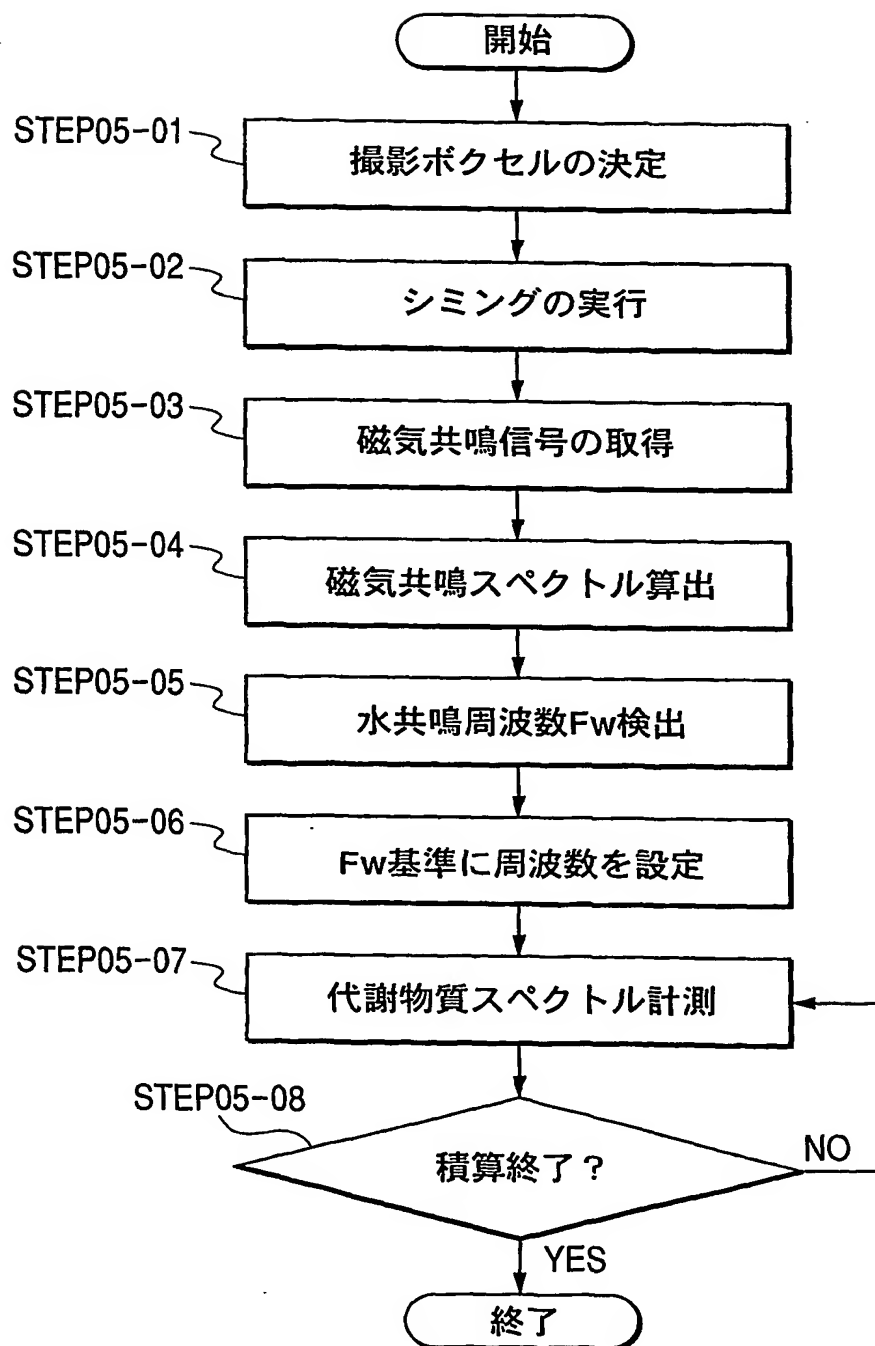 開始
STEP05-01
撮影ボクセルの決定
STEP05-02
シミングの実行
STEP05-03
磁気共鳴信号の取得
STEP05-04
磁気共鳴スペクトル算出
STEP05-05
水共鳴周波数Fw検出
STEP05-06
Fw基準に周波数を設定
STEP05-07
代謝物質スペクトル計測
STEP05-08
積算終了？
NO
YES
終了